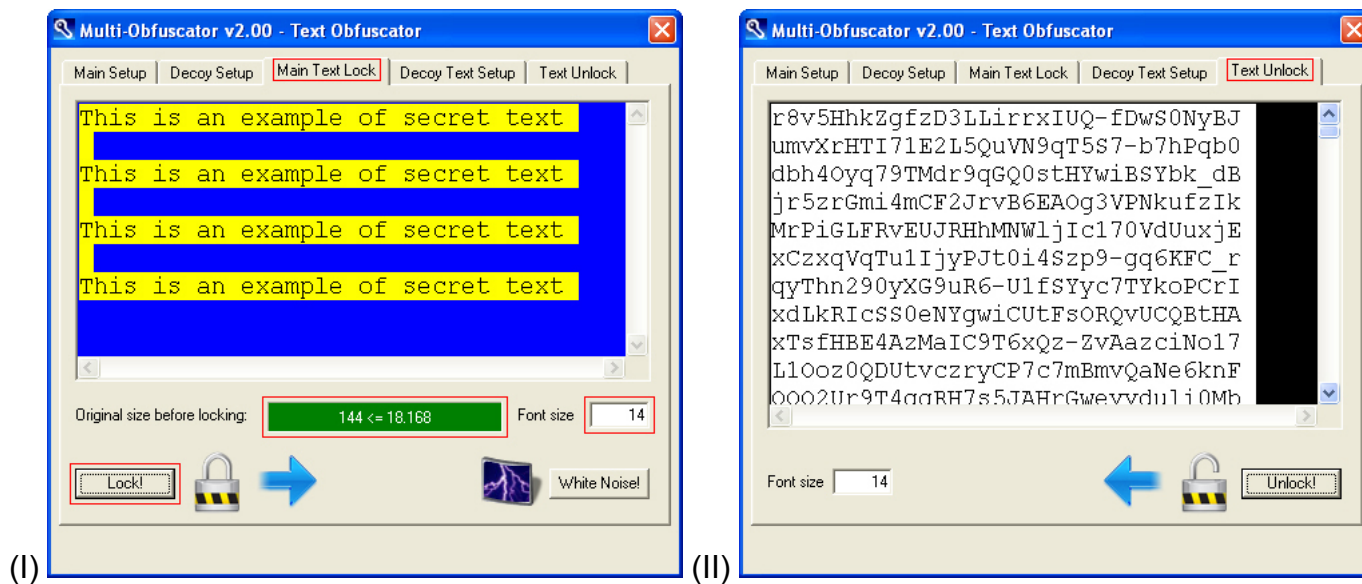 Multi-Obfuscator v2.00 - Text Obfuscator
Main Setup Decoy Setup Main Text Lock Decoy Text Setup Text Unlock
This is an example of secret text
This is an example of secret text
This is an example of secret text
This is an example of secret text
Original size before locking: 144 <= 18.168 Font size 14
Lock! White Noise!
(I)
Multi-Obfuscator v2.00 - Text Obfuscator
Main Setup Decoy Setup Main Text Lock Decoy Text Setup Text Unlock
r8v5HhkZgfzD3LLirrxIUQ-fDwS0NyBJ
umvXrHTI71E2L5QuVN9qT5S7-b7hPqb0
dbh4Oyq79TMdr9qGQ0stHYwiBSYbk_dB
jr5zrGmi4mCF2JrvB6EAOg3VPNkufzIk
MrPiGLFRvEUJRHhMNWljIc170VdUuxjE
xCzxqVqTu1IjyPJt0i4Szp9-gq6KFC_r
qyThn290yXG9uR6-U1fSYyc7TYkoPCrI
xdLkRIcSS0eNYgwiCUtFsORQvUCQBtHA
xTsfHBE4AzMaIC9T6xQz-ZvAazciNo17
L1Ooz0QDUtvczryCP7c7mBmvQaNe6knF
Font size 14
Unlock!
(II)